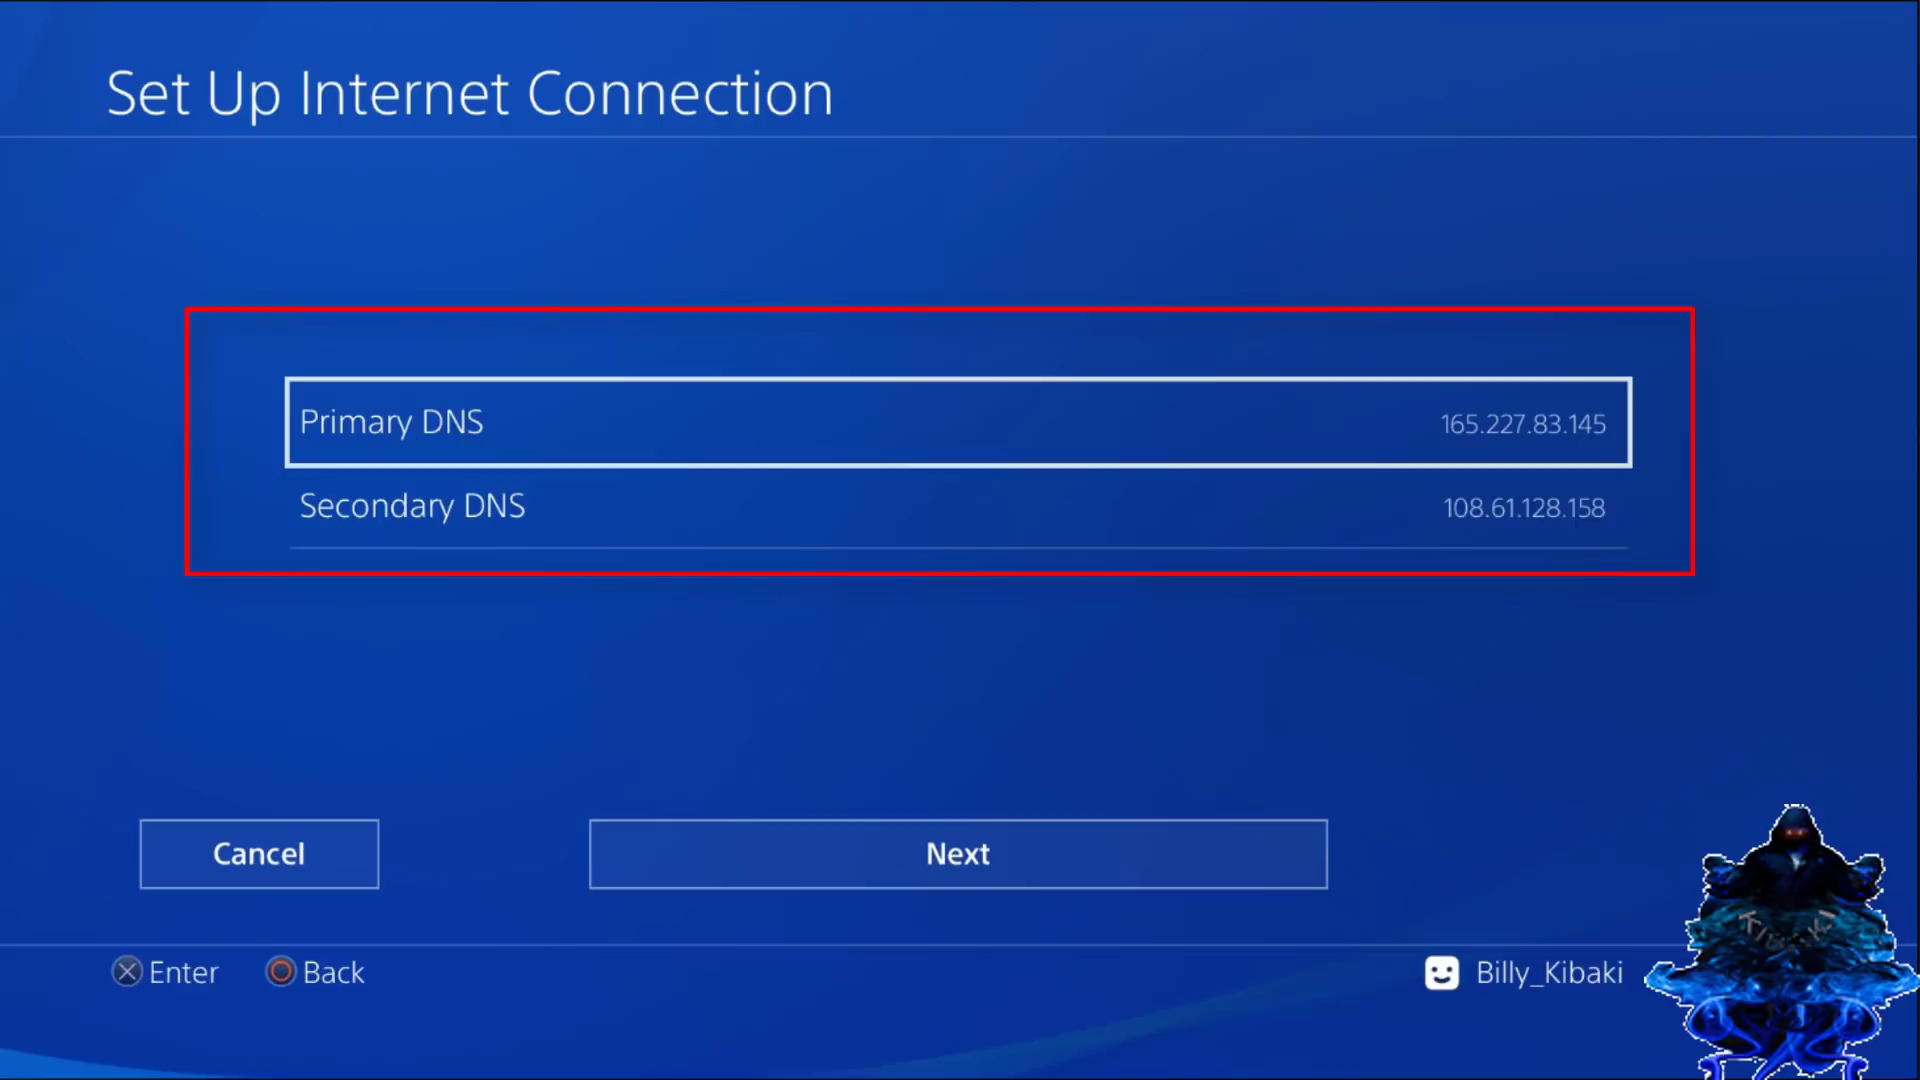 Set Up Internet Connection
Primary DNS 165.227.83.145
Secondary DNS 108.61.128.158
Cancel Next
Enter Back Billy_Kibaki